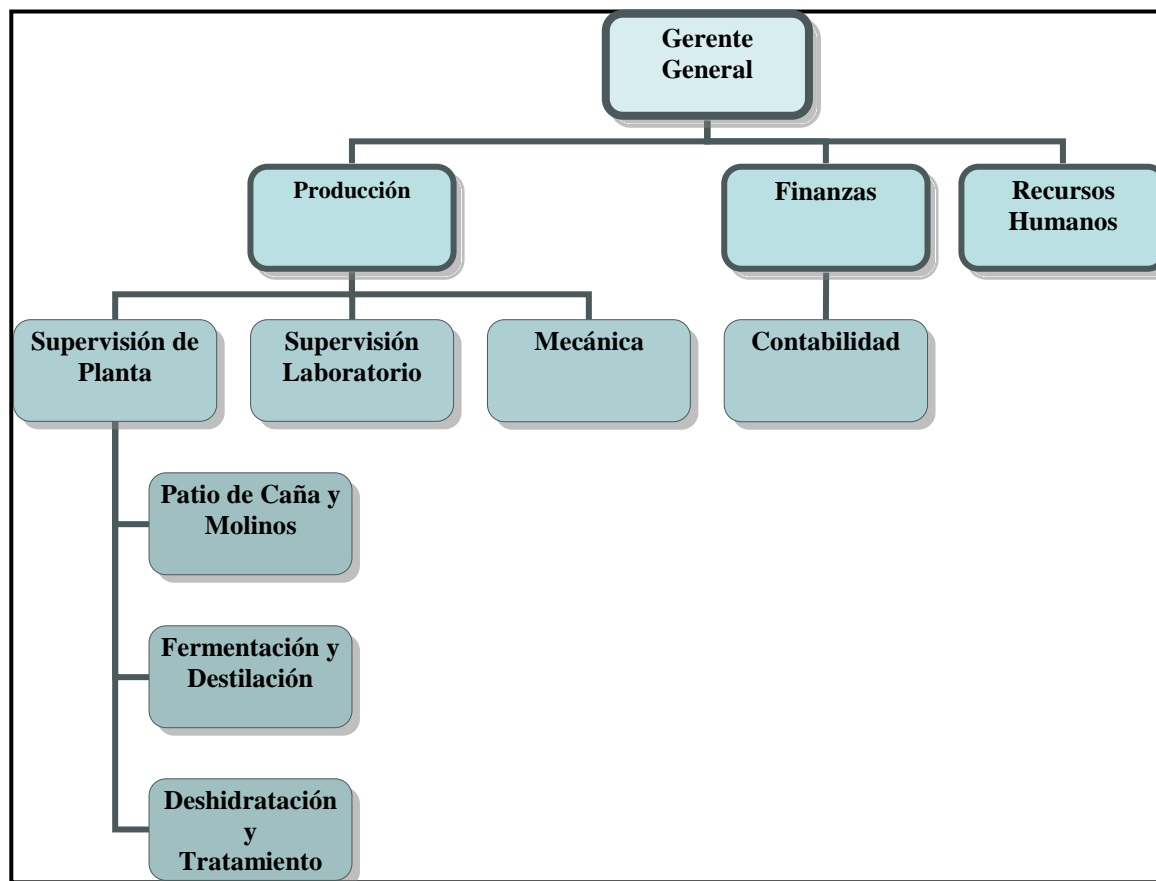 Gerente
General
Producción
Finanzas
Recursos
Humanos
Supervisión de
Planta
Supervisión
Laboratorio
Mecánica
Contabilidad
Patio de Caña y
Molinos
Fermentación y
Destilación
Deshidratación
y
Tratamiento